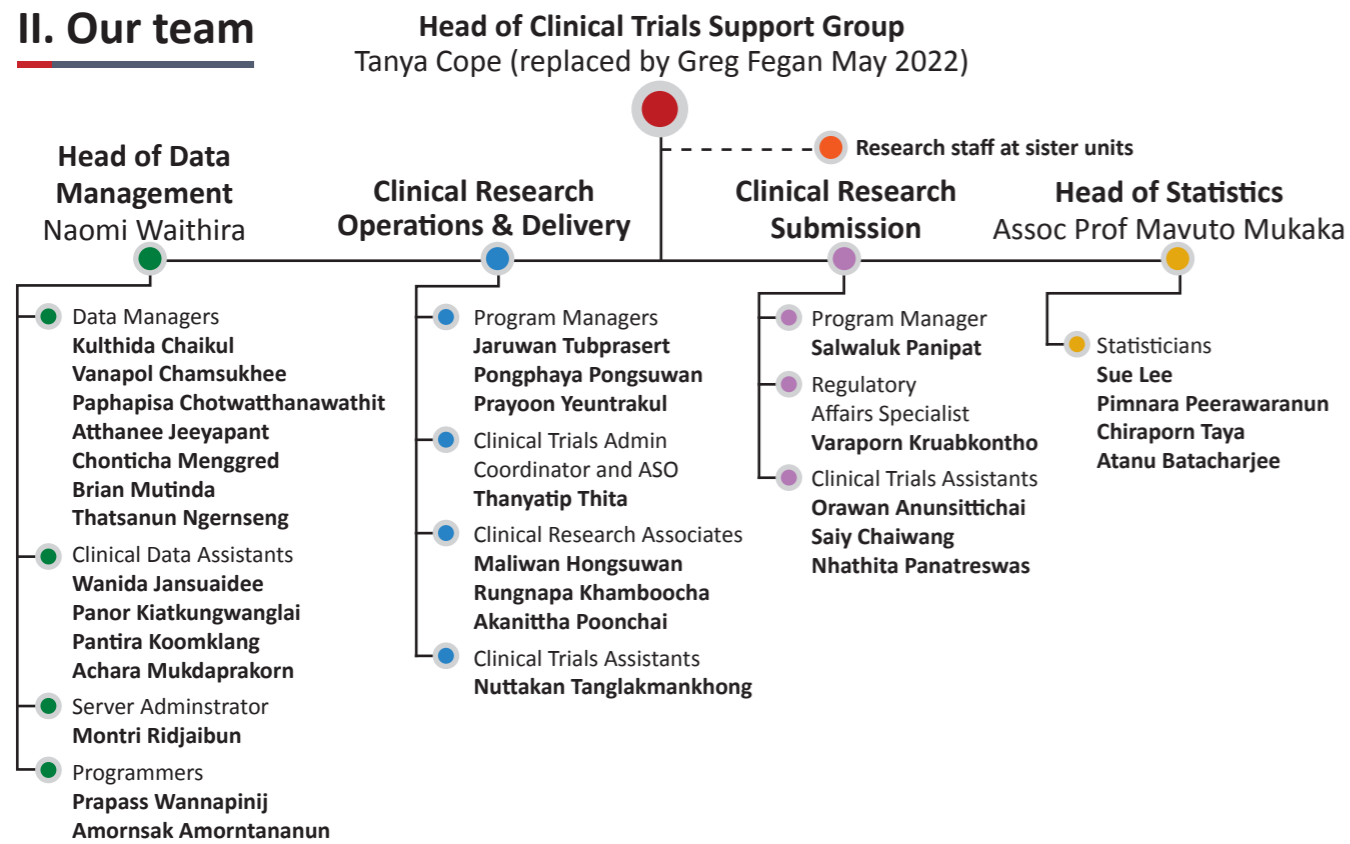 II. Our team
Head of Clinical Trials Support Group
Tanya Cope (replaced by Greg Fegan May 2022)
Research staff at sister units
Head of Data
Management
Naomi Waithira
Data Managers
Kulthida Chaikul
Vanapol Chamsukhee
Paphapisa Chotwatthanawathit
Atthanee Jeeyapant
Chonticha Menggred
Brian Mutinda
Thatsanun Ngernseng
Clinical Data Assistants
Wanida Jansuaidee
Panor Kiatkungwanglai
Pantira Koomklang
Achara Mukdaprakorn
Server Adminstrator
Montri Ridjaibun
Programmers
Prapass Wannapinij
Amornsak Amorntananun
Clinical Research
Operations & Delivery
Program Managers
Jaruwan Tubprasert
Pongphaya Pongsuwan
Prayoon Yeuntrakul
Clinical Trials Admin
Coordinator and ASO
Thanyatip Thita
Clinical Research Associates
Maliwan Hongsuwan
Rungnapa Khamboocha
Akanittha Poonchai
Clinical Trials Assistants
Nuttakan Tanglakmankhong
Clinical Research
Submission
Program Manager
Salwaluk Panipat
Regulatory
Affairs Specialist
Varaporn Kruabkontho
Clinical Trials Assistants
Orawan Anunsittichai
Saiy Chaiwang
Nhathita Panatreswas
Head of Statistics
Assoc Prof Mavuto Mukaka
Statisticians
Sue Lee
Pimnara Peerawaranun
Chiraporn Taya
Atanu Batacharjee